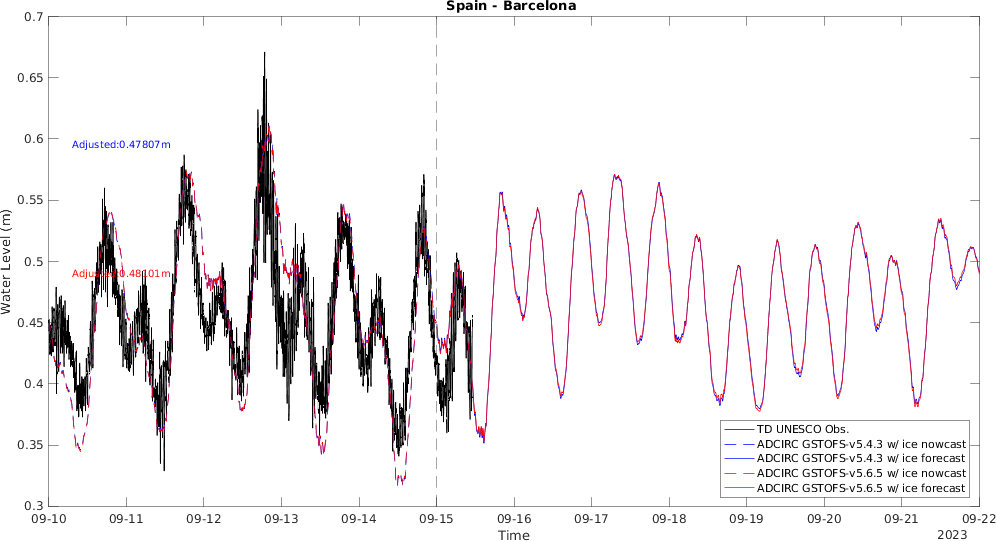 Spain - Barcelona
0.7
0.65
0.6
0.55
0.5
0.45
0.4
0.35
0.3
Water Level (m)
Adjusted:0.47807m
Adjusted:0.48101m
TD UNESCO Obs.
ADCIRC GSTOFS-v5.4.3 w/ ice nowcast
ADCIRC GSTOFS-v5.4.3 w/ ice forecast
ADCIRC GSTOFS-v5.6.5 w/ ice nowcast
ADCIRC GSTOFS-v5.6.5 w/ ice forecast
09-10 09-11 09-12 09-13 09-14 09-15 09-16 09-17 09-18 09-19 09-20 09-21 09-22
Time
2023